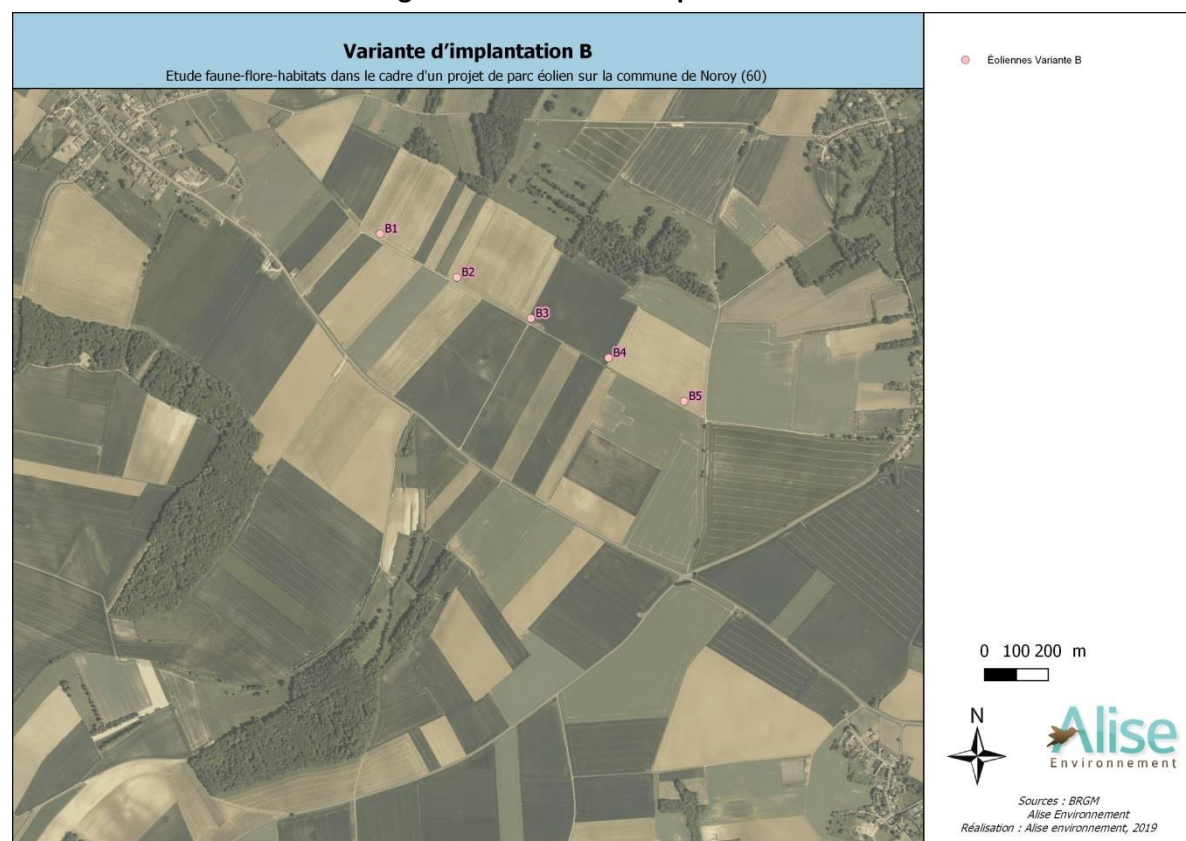 Variante d'implantation B
Etude faune-flore-habitats dans le cadre d'un projet de parc éolien sur la commune de Noroy (60)
Éoliennes Variante B
B1
B2
B3
B4
B5
0 100 200 m
N
Alise
Environnement
Sources : BRGM
Alise Environnement
Réalisation : Alise environnement, 2019